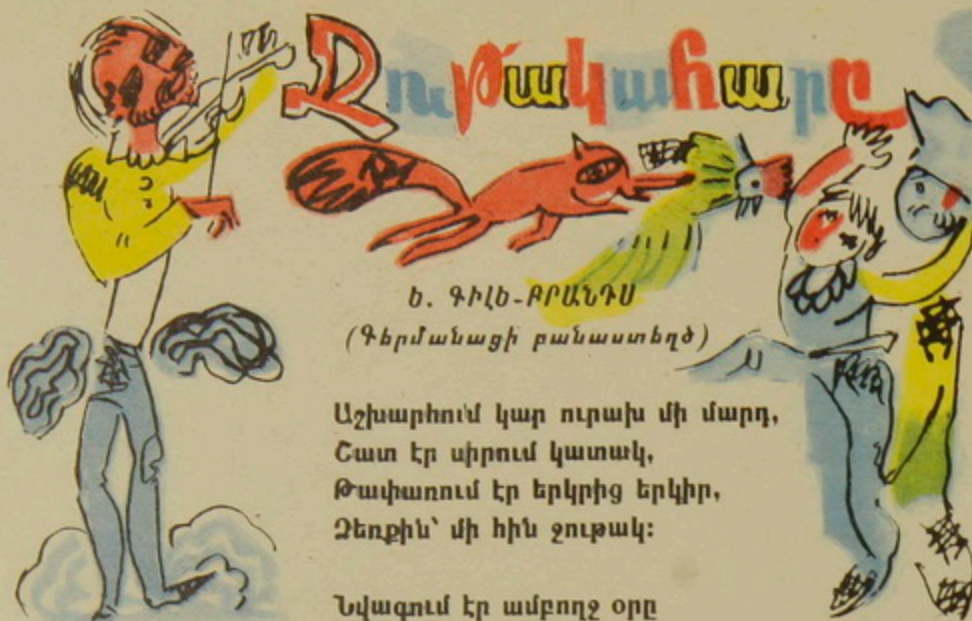 Ջութակահարը
Ե. ԳԻԼԵ-ԲՐԱՆԴՍ
(Գերմանացի բանաստեղծ)
Աշխարհում կար ուրախ մի մարդ,
Շատ էր սիրում կատակ,
Թափառում էր երկրից երկիր,
Ձեռքին՝ մի հին ջութակ։
Նվագում էր ամբողջ օրը